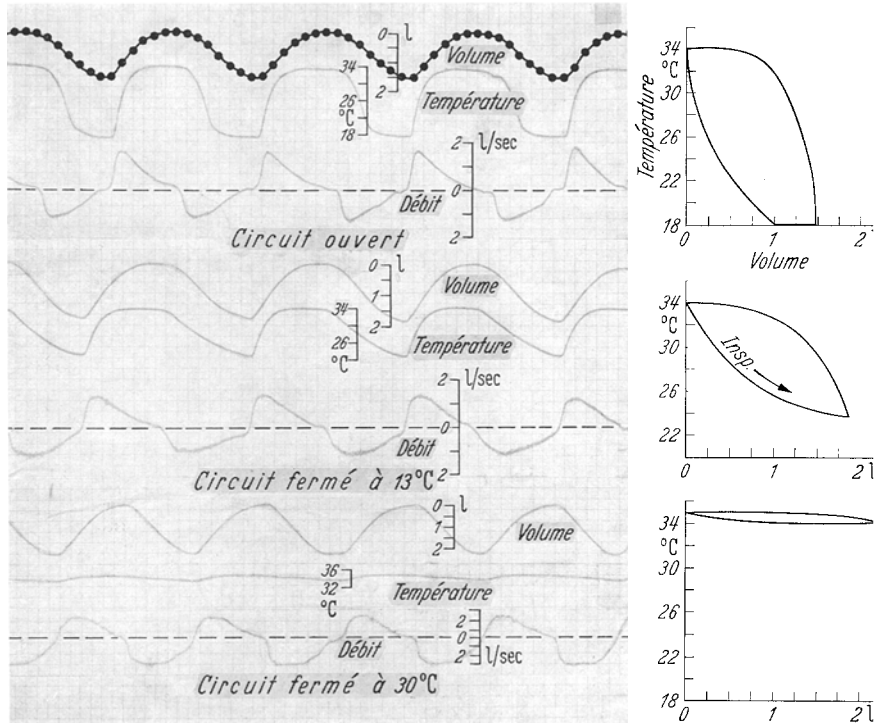 0 l
Volume
2
34
26
°C
18
Température
2 l/sec
0
Débit
2
Circuit ouvert
0 l
1
2
Volume
34
26
°C
Température
2 l/sec
0
Débit
2
Circuit fermé à 13°C
0 l
1
2
Volume
36
32
°C
Température
2
0
2 l/sec
Débit
Circuit fermé à 30°C
34
°C
30
26
22
18
Température
0 1 2 l
Volume
34
°C
30
26
22
Insp.
0 1 2 l
34
°C
30
26
22
18
0 1 2 l